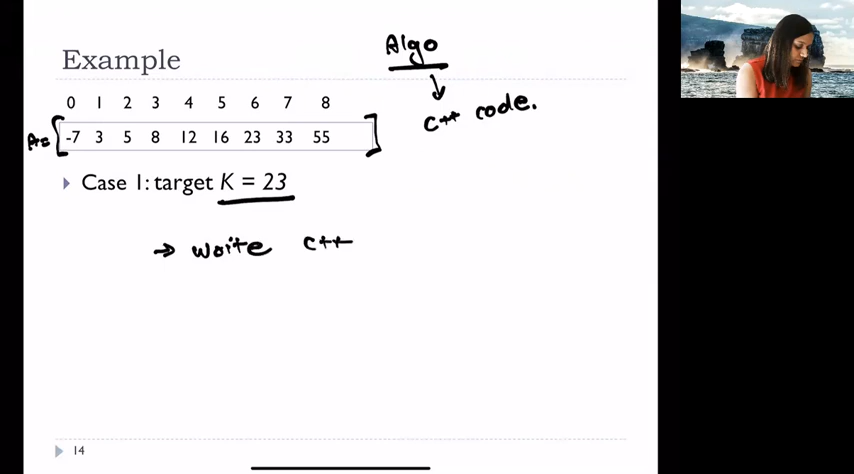 Example
Algo
C++ code.
0 1 2 3 4 5 6 7 8
-7 3 5 8 12 16 23 33 55
Case 1: target K = 23
→ write C++
14